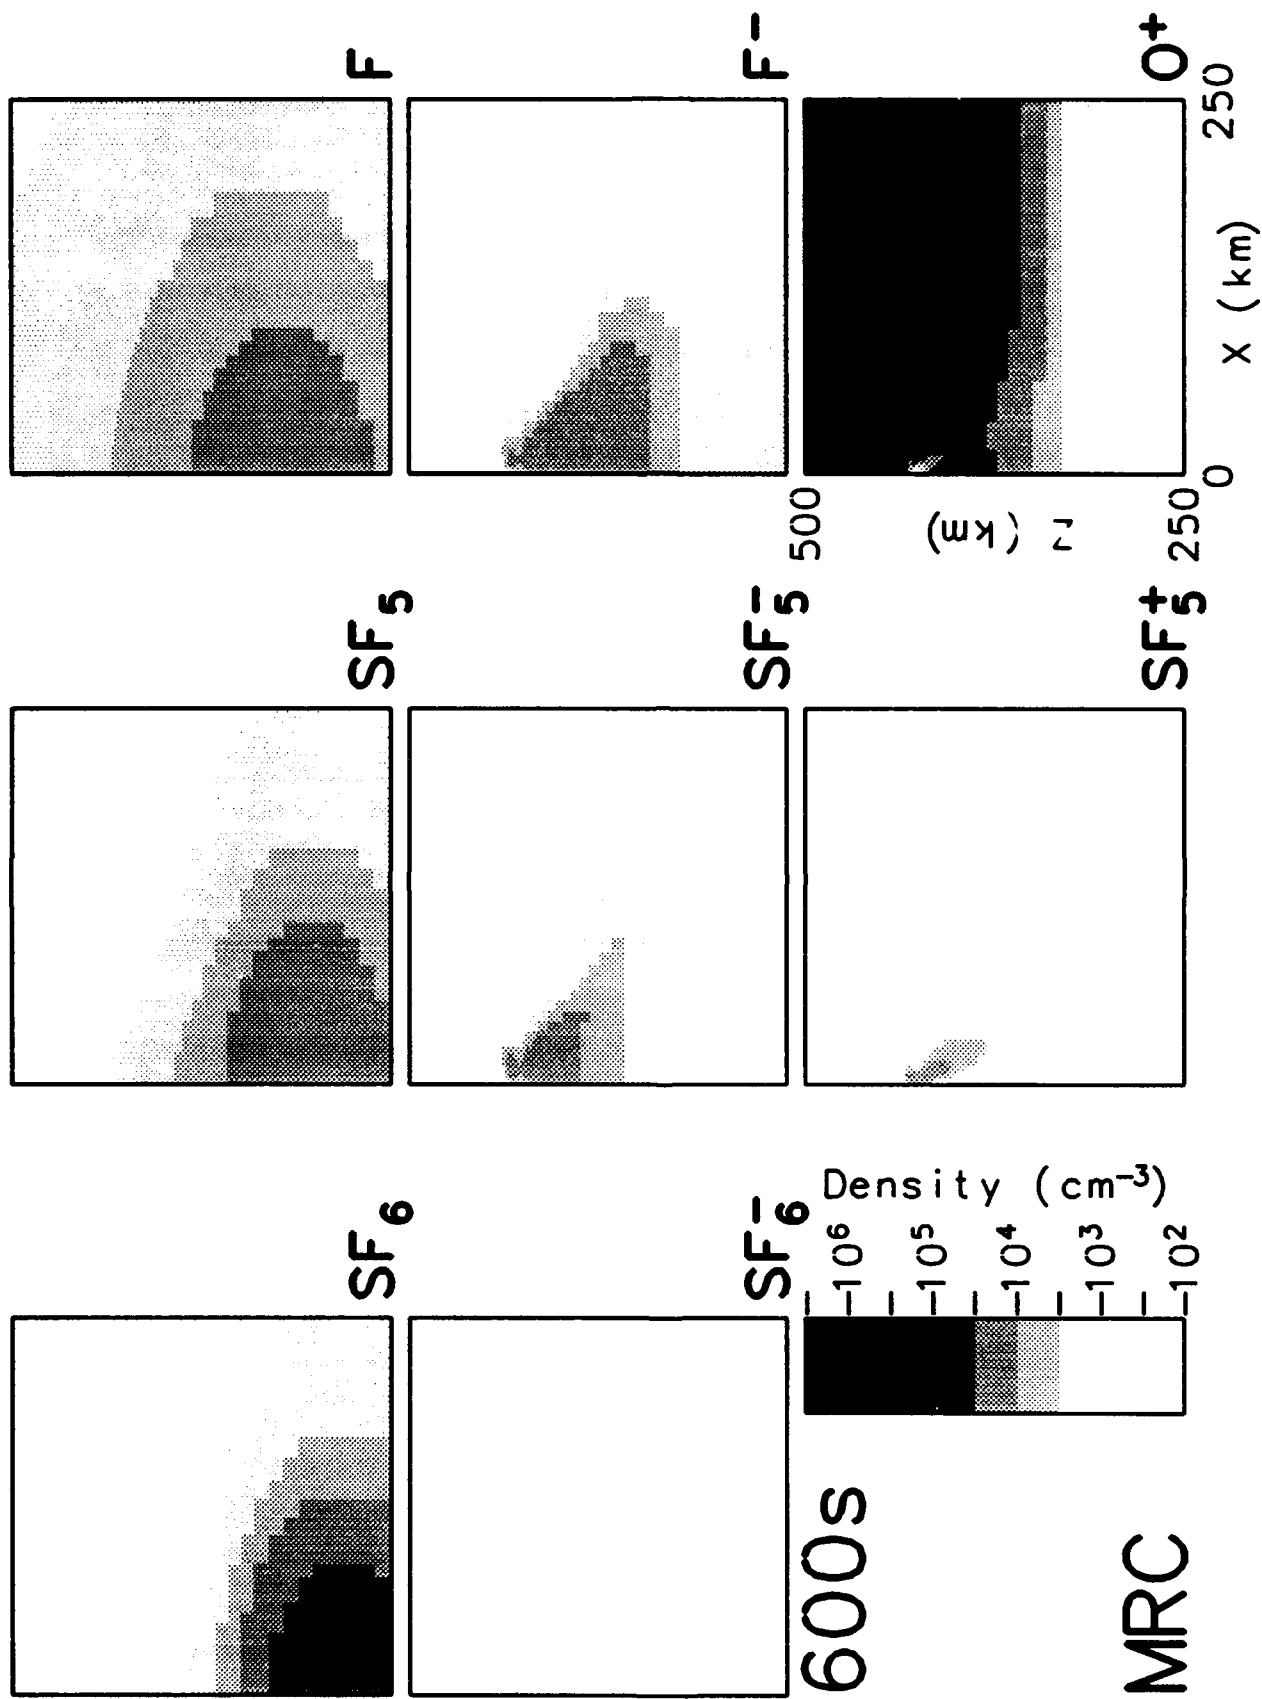 SF6
SF5
F
SF6-
SF5-
F-
600s
MRC
Density (cm-3)
106
105
104
103
102
SF5+
500
z (km)
250
0
X (km)
250
O+